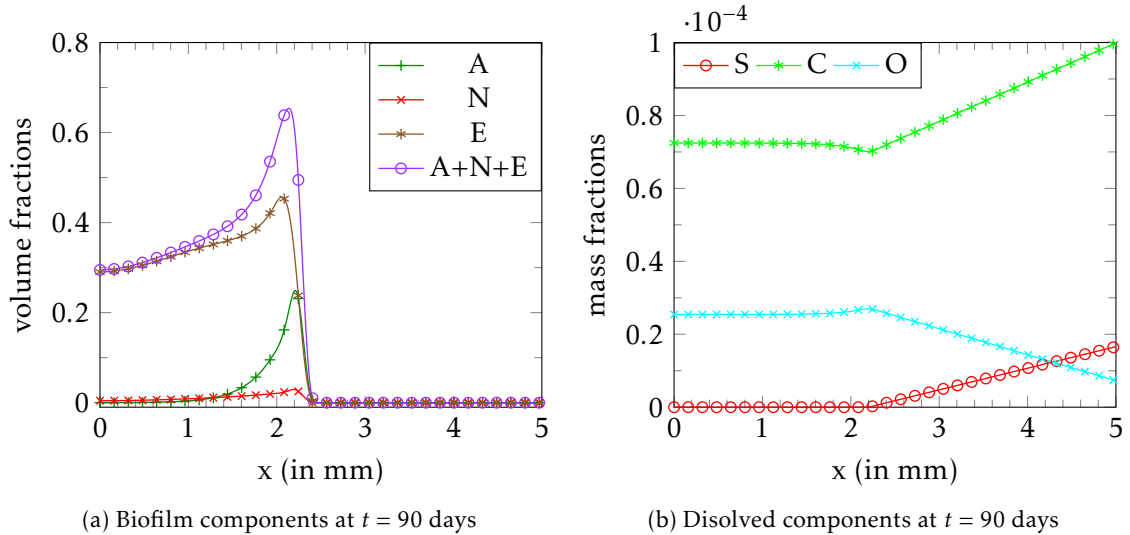 0.8
0.6
0.4
0.2
0
0 1 2 3 4 5
volume fractions
x (in mm)
A
N
E
A+N+E
(a) Biofilm components at t = 90 days
·10⁻⁴
1
0.8
0.6
0.4
0.2
0
0 1 2 3 4 5
mass fractions
x (in mm)
S C O
(b) Disolved components at t = 90 days